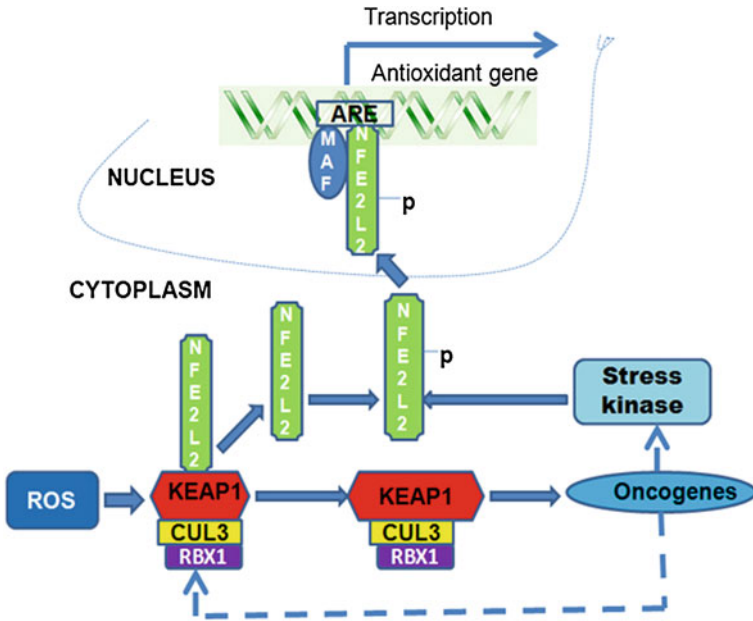 Transcription
Antioxidant gene
ARE
MAF
NFE2L2
p
NUCLEUS
CYTOPLASM
NFE2L2
NFE2L2
NFE2L2
p
Stress
kinase
ROS
KEAP1
CUL3
RBX1
KEAP1
CUL3
RBX1
Oncogenes